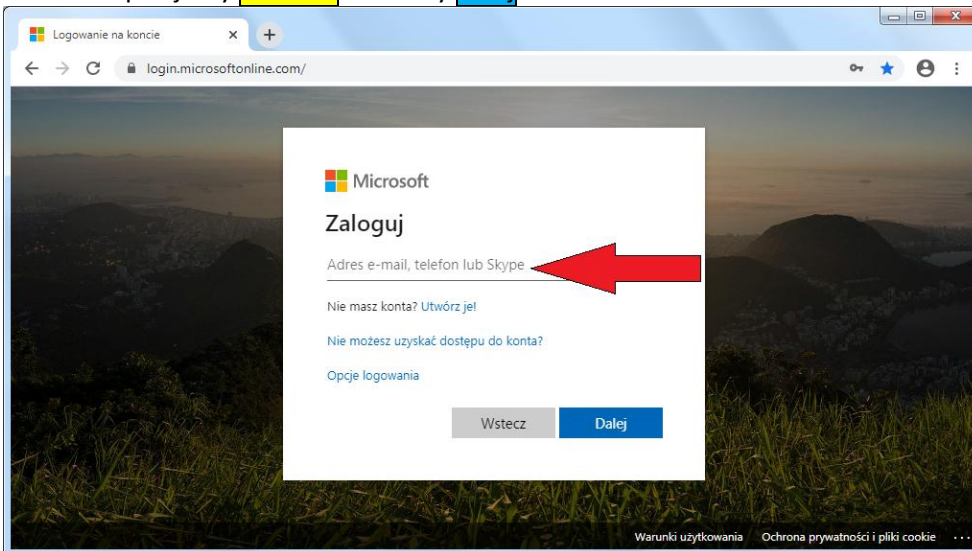 Logowanie na koncie
login.microsoftonline.com/
Microsoft
Zaloguj
Adres e-mail, telefon lub Skype
Nie masz konta? Utwórz je!
Nie możesz uzyskać dostępu do konta?
Opcje logowania
Wstecz Dalej
Warunki użytkowania Ochrona prywatności i pliki cookie ...